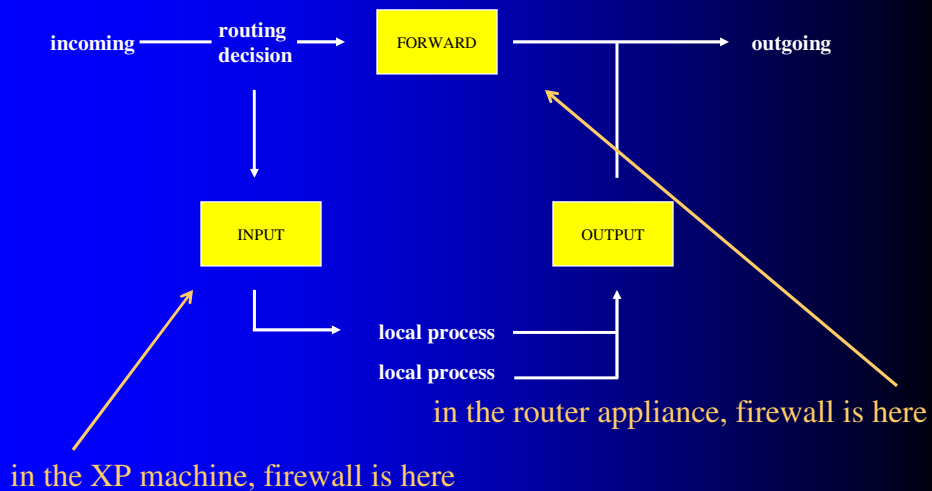 incoming
routing
decision
FORWARD
outgoing
INPUT
OUTPUT
local process
local process
in the router appliance, firewall is here
in the XP machine, firewall is here